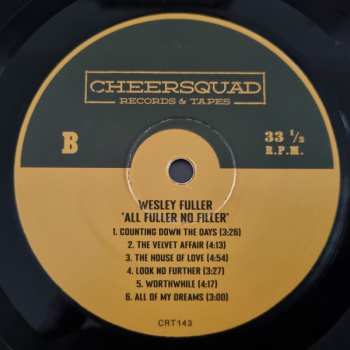 CHEERSQUAD
RECORDS & TAPES
B
33 1/3
R.P.M.
WESLEY FULLER
'ALL FULLER NO FILLER'
1. COUNTING DOWN THE DAYS (3:26)
2. THE VELVET AFFAIR (4:13)
3. THE HOUSE OF LOVE (4:54)
4. LOOK NO FURTHER (3:27)
5. WORTHWHILE (4:17)
6. ALL OF MY DREAMS (3:00)
CRT143